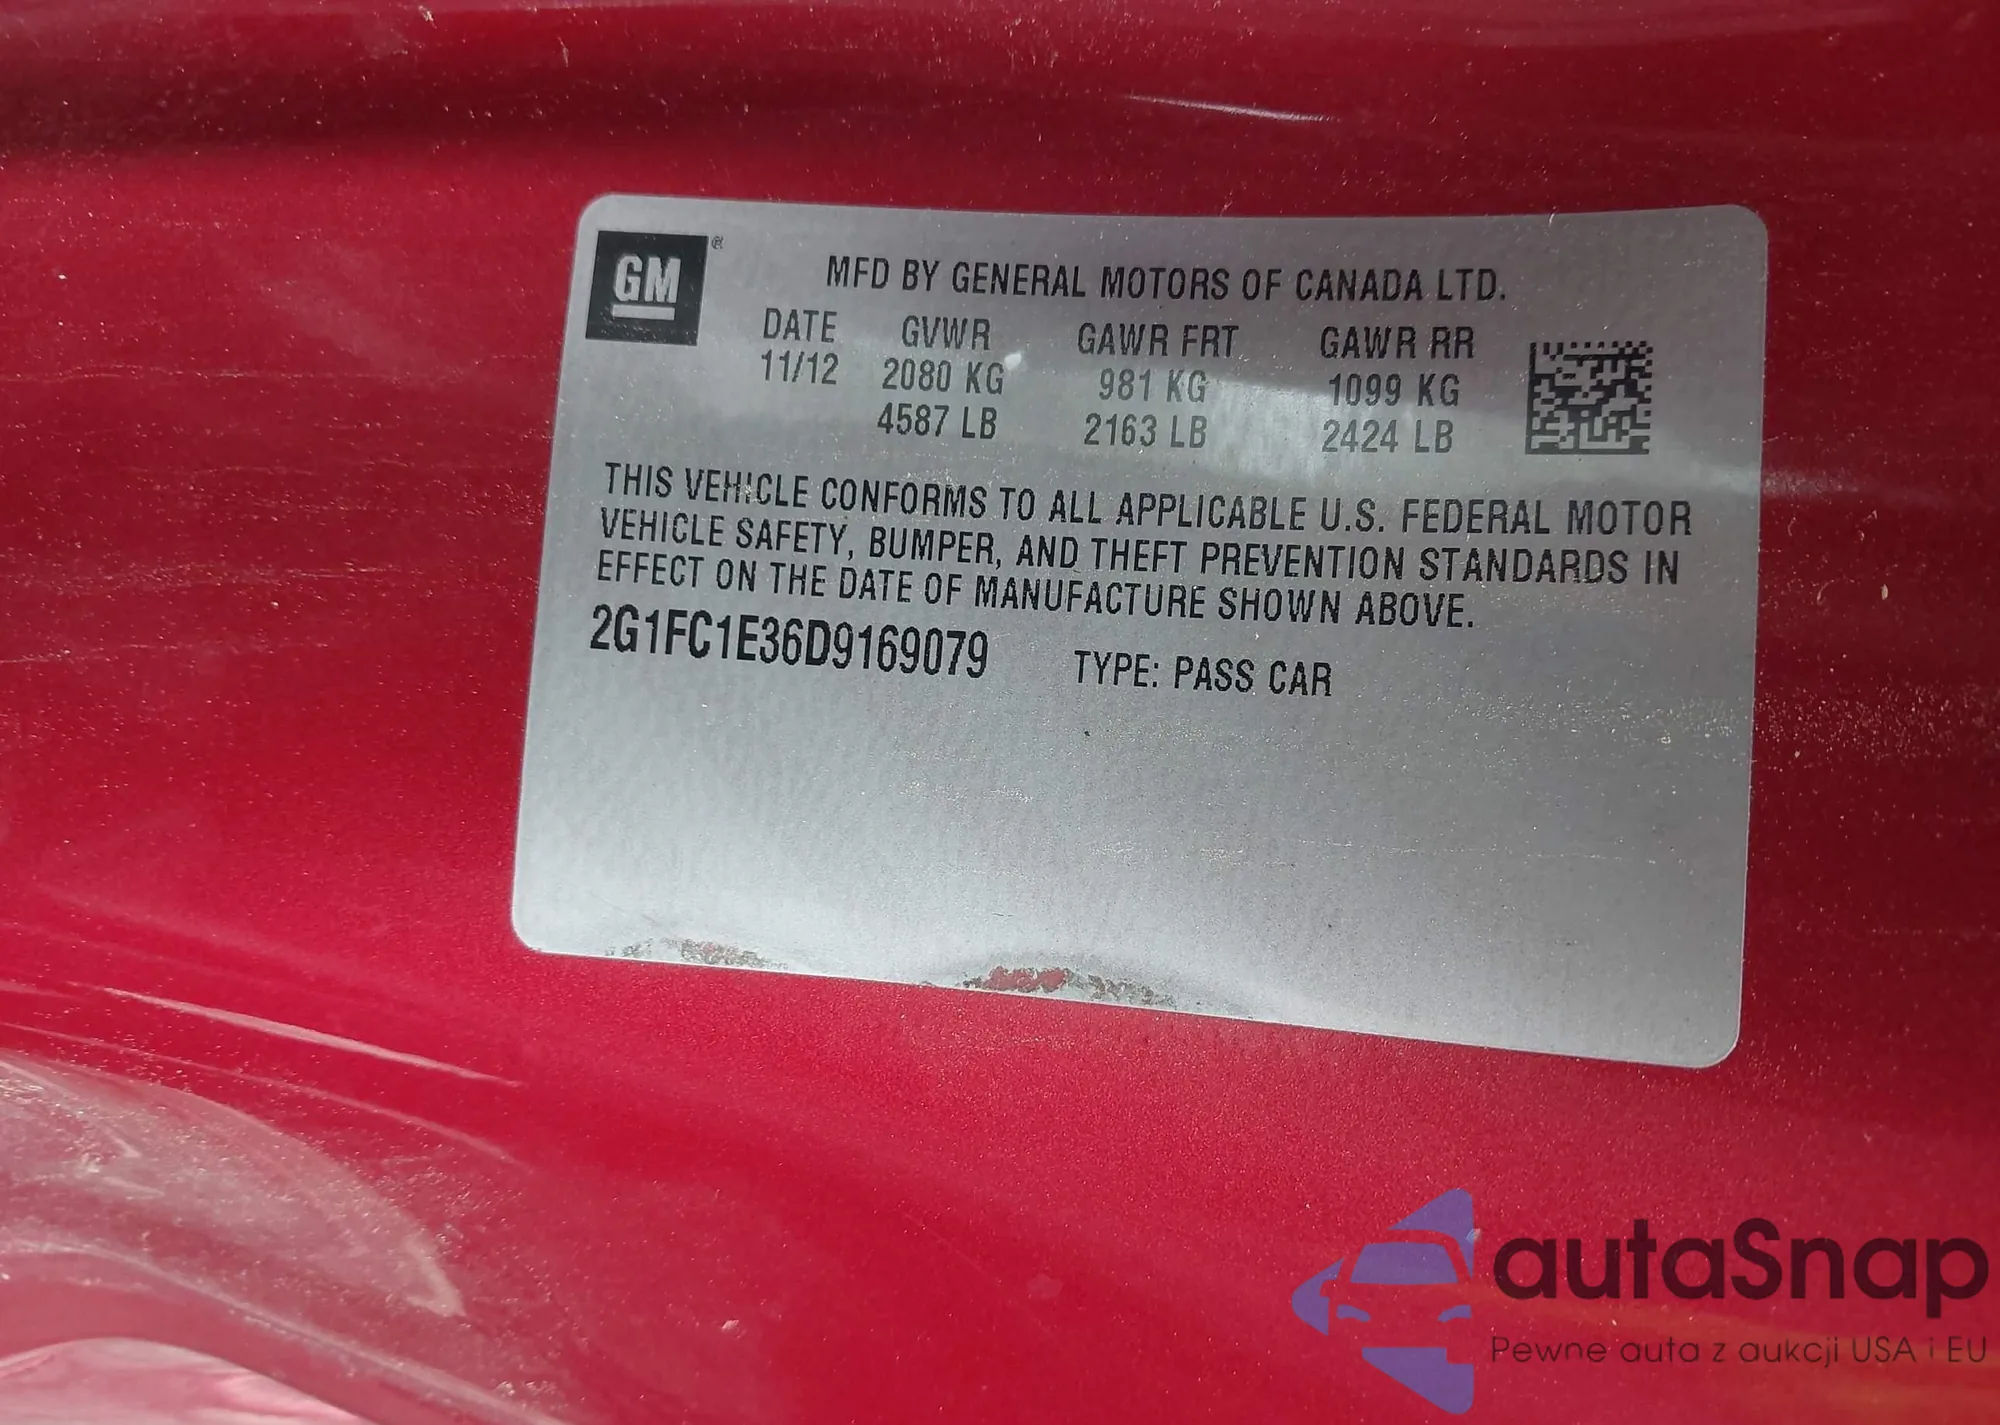 GM ®
MFD BY GENERAL MOTORS OF CANADA LTD.
DATE GVWR GAWR FRT GAWR RR
11/12 2080 KG 981 KG 1099 KG
4587 LB 2163 LB 2424 LB
THIS VEHICLE CONFORMS TO ALL APPLICABLE U.S. FEDERAL MOTOR
VEHICLE SAFETY, BUMPER, AND THEFT PREVENTION STANDARDS IN
EFFECT ON THE DATE OF MANUFACTURE SHOWN ABOVE.
2G1FC1E36D9169079 TYPE: PASS CAR
autaSnap
Pewne auta z aukcji USA i EU